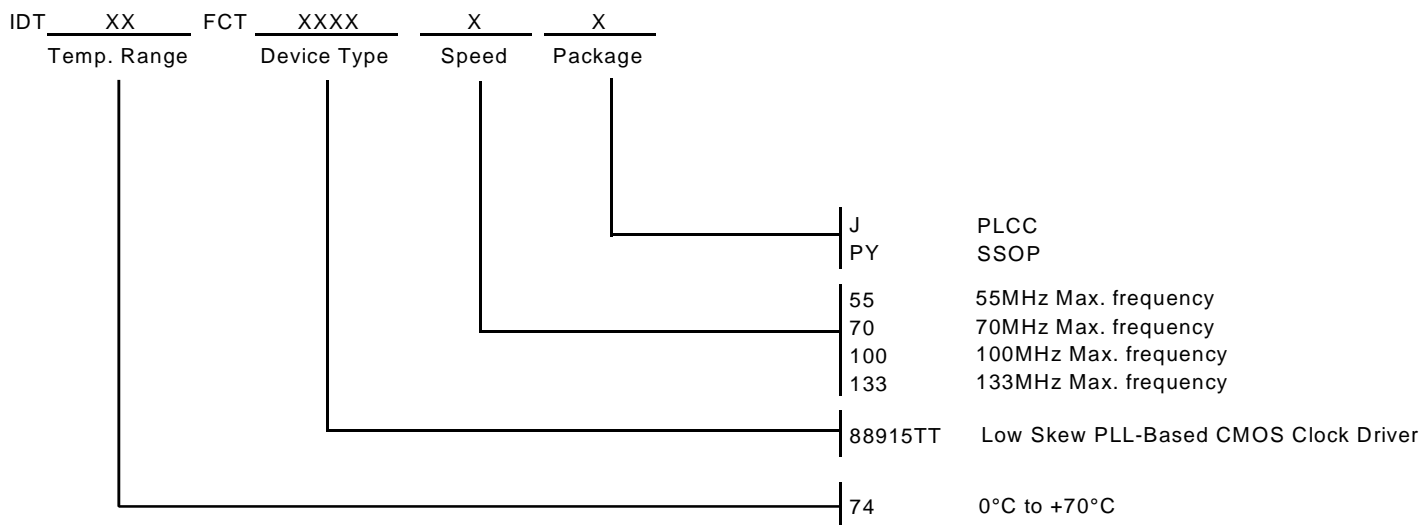 IDT XX FCT XXXX X X
Temp. Range Device Type Speed Package
J PLCC
PY SSOP
55 55MHz Max. frequency
70 70MHz Max. frequency
100 100MHz Max. frequency
133 133MHz Max. frequency
88915TT Low Skew PLL-Based CMOS Clock Driver
74 0°C to +70°C